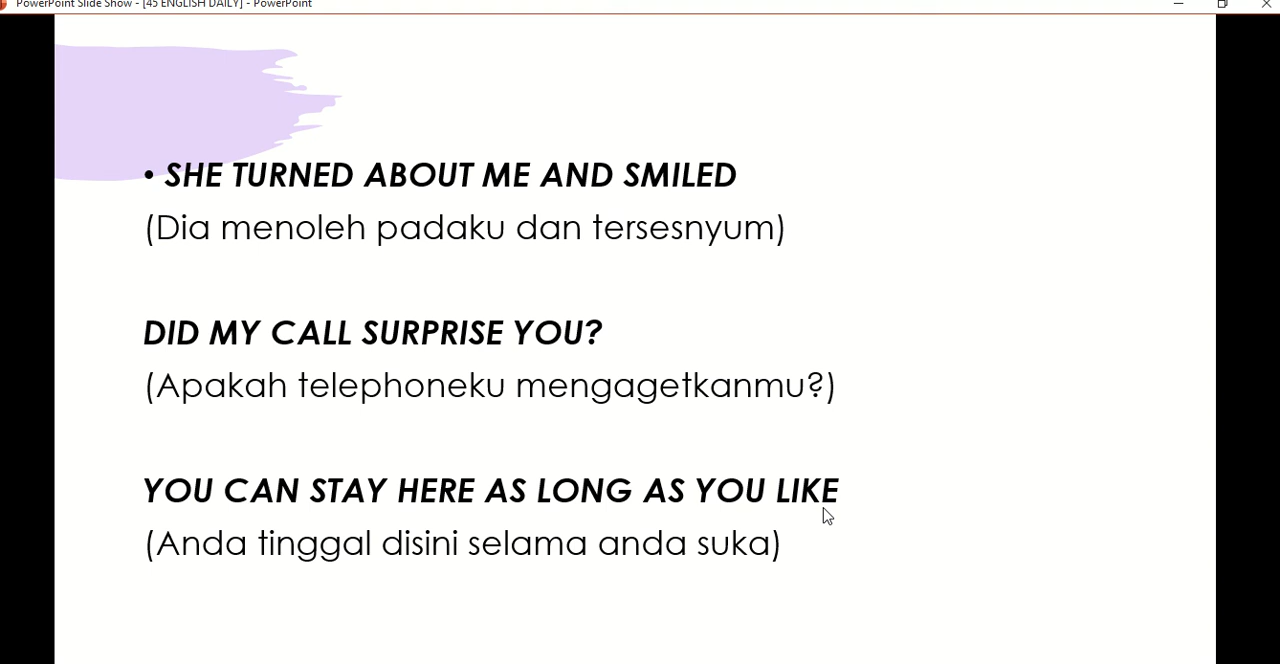 PowerPoint Slide Show - [45 ENGLISH DAILY] - PowerPoint
• SHE TURNED ABOUT ME AND SMILED
(Dia menoleh padaku dan tersesnyum)
DID MY CALL SURPRISE YOU?
(Apakah telephoneku mengagetkanmu?)
YOU CAN STAY HERE AS LONG AS YOU LIKE
(Anda tinggal disini selama anda suka)